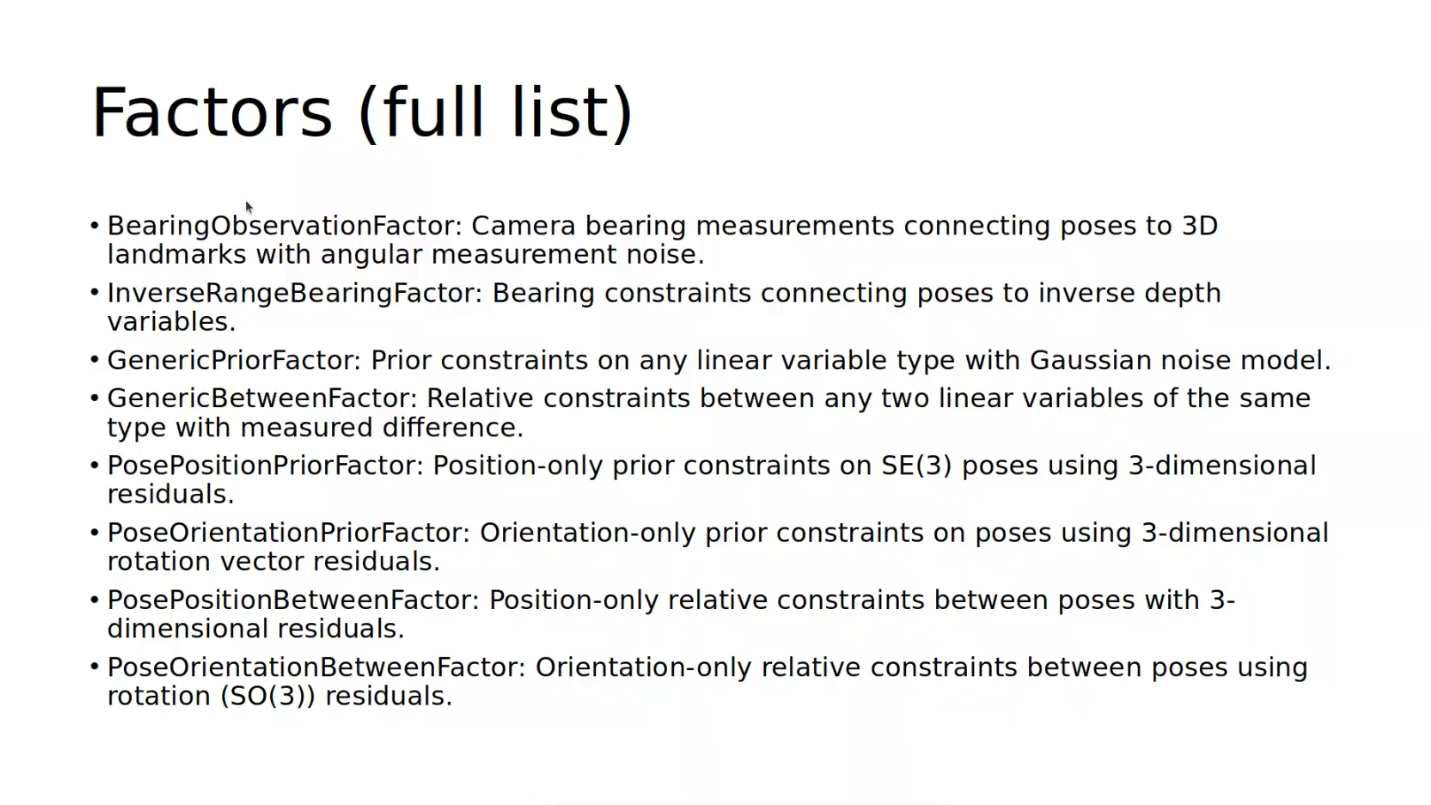 Factors (full list)
• BearingObservationFactor: Camera bearing measurements connecting poses to 3D
landmarks with angular measurement noise.
• InverseRangeBearingFactor: Bearing constraints connecting poses to inverse depth
variables.
• GenericPriorFactor: Prior constraints on any linear variable type with Gaussian noise model.
• GenericBetweenFactor: Relative constraints between any two linear variables of the same
type with measured difference.
• PosePositionPriorFactor: Position-only prior constraints on SE(3) poses using 3-dimensional
residuals.
• PoseOrientationPriorFactor: Orientation-only prior constraints on poses using 3-dimensional
rotation vector residuals.
• PosePositionBetweenFactor: Position-only relative constraints between poses with 3-
dimensional residuals.
• PoseOrientationBetweenFactor: Orientation-only relative constraints between poses using
rotation (SO(3)) residuals.